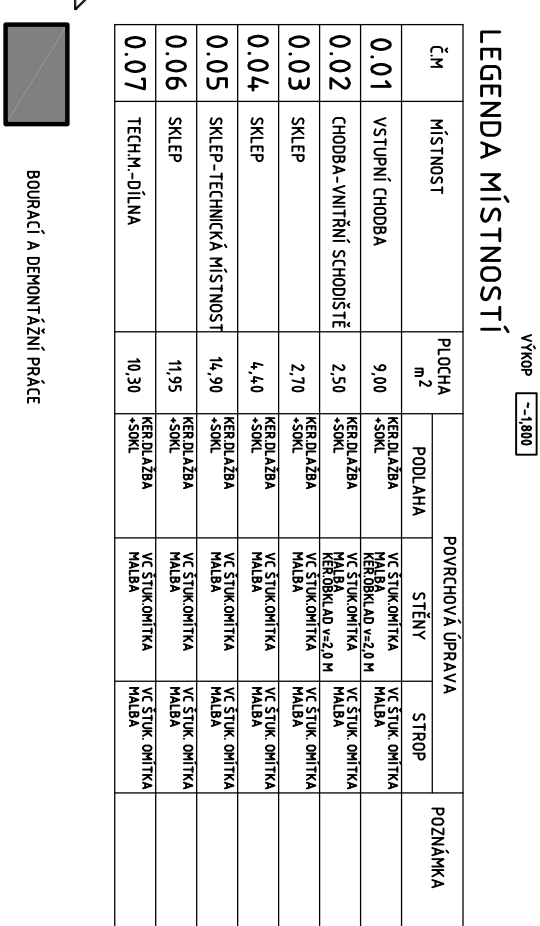 VÝKOP ~-1,800
LEGENDA MÍSTNOSTÍ
Č.M MÍSTNOST PLOCHA m² POVRCHOVÁ ÚPRAVA POZNÁMKA
PODLAHA STĚNY STROP
0.01 VSTUPNÍ CHODBA 9,00 KER.DLAŽBA +SOKL VC ŠTUK.OMÍTKA MALBA KER.OBKLAD v=2,0 M VC ŠTUK. OMÍTKA MALBA
0.02 CHODBA-VNITŘNÍ SCHODIŠTĚ 2,50 KER.DLAŽBA +SOKL VC ŠTUK.OMÍTKA MALBA KER.OBKLAD v=2,0 M VC ŠTUK. OMÍTKA MALBA
0.03 SKLEP 2,70 KER.DLAŽBA +SOKL VC ŠTUK.OMÍTKA MALBA VC ŠTUK. OMÍTKA MALBA
0.04 SKLEP 4,40 KER.DLAŽBA +SOKL VC ŠTUK.OMÍTKA MALBA VC ŠTUK. OMÍTKA MALBA
0.05 SKLEP-TECHNICKÁ MÍSTNOST 14,90 KER.DLAŽBA +SOKL VC ŠTUK.OMÍTKA MALBA VC ŠTUK. OMÍTKA MALBA
0.06 SKLEP 11,95 KER.DLAŽBA +SOKL VC ŠTUK.OMÍTKA MALBA VC ŠTUK. OMÍTKA MALBA
0.07 TECH.M.-DÍLNA 10,30 KER.DLAŽBA +SOKL VC ŠTUK.OMÍTKA MALBA VC ŠTUK. OMÍTKA MALBA
BOURACÍ A DEMONTÁŽNÍ PRÁCE